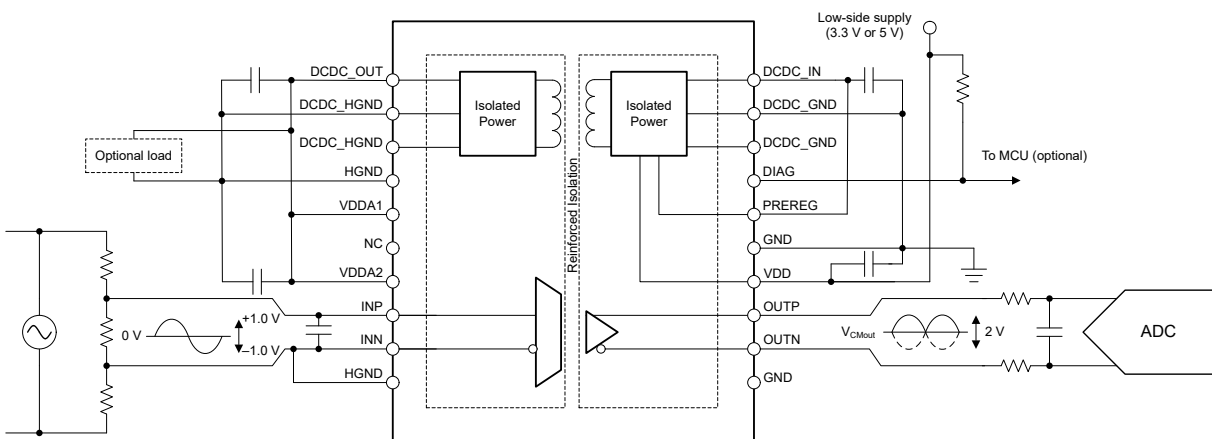 Low-side supply
(3.3 V or 5 V)
DCDC_OUT
DCDC_HGND
DCDC_HGND
HGND
VDDA1
NC
VDDA2
INP
INN
HGND
Optional load
0 V
+1.0 V
–1.0 V
Isolated
Power
Reinforced Isolation
Isolated
Power
DCDC_IN
DCDC_GND
DCDC_GND
DIAG
PREREG
GND
VDD
OUTP
OUTN
GND
To MCU (optional)
VCMout
2 V
ADC